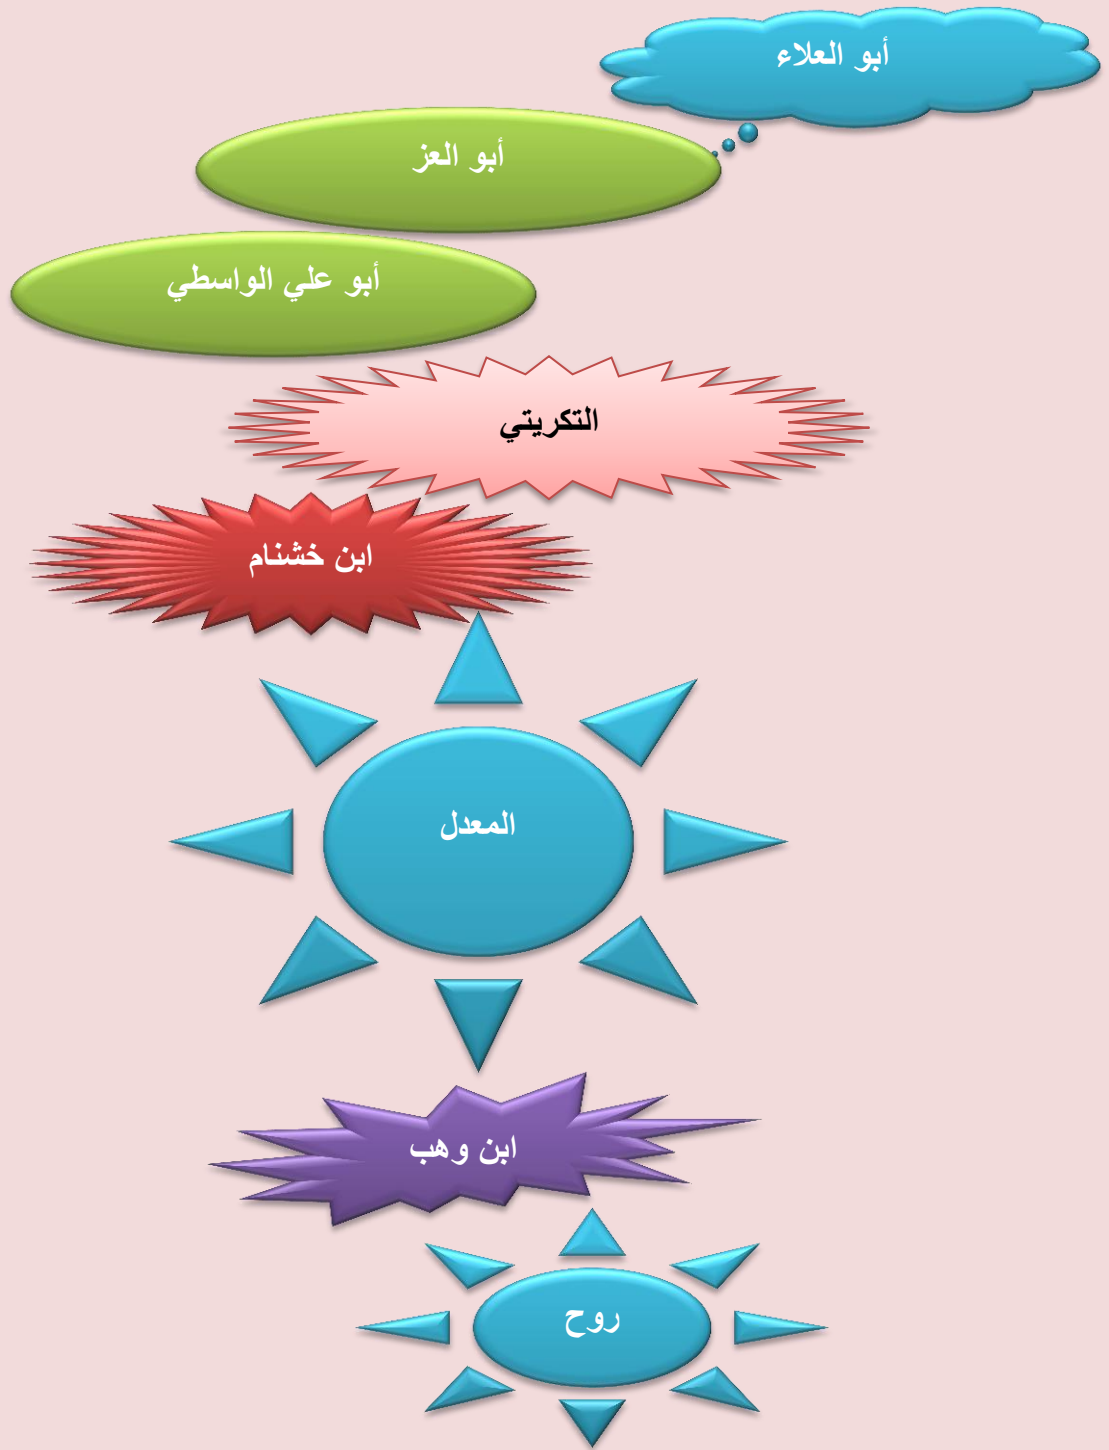 أبو العلاء
أبو العز
أبو علي الواسطي
التكريتي
ابن خشنام
المعدل
ابن وهب
روح